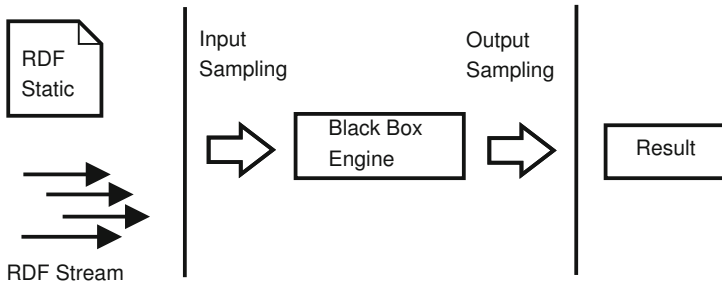 RDF
Static
RDF Stream
Input
Sampling
Black Box
Engine
Output
Sampling
Result